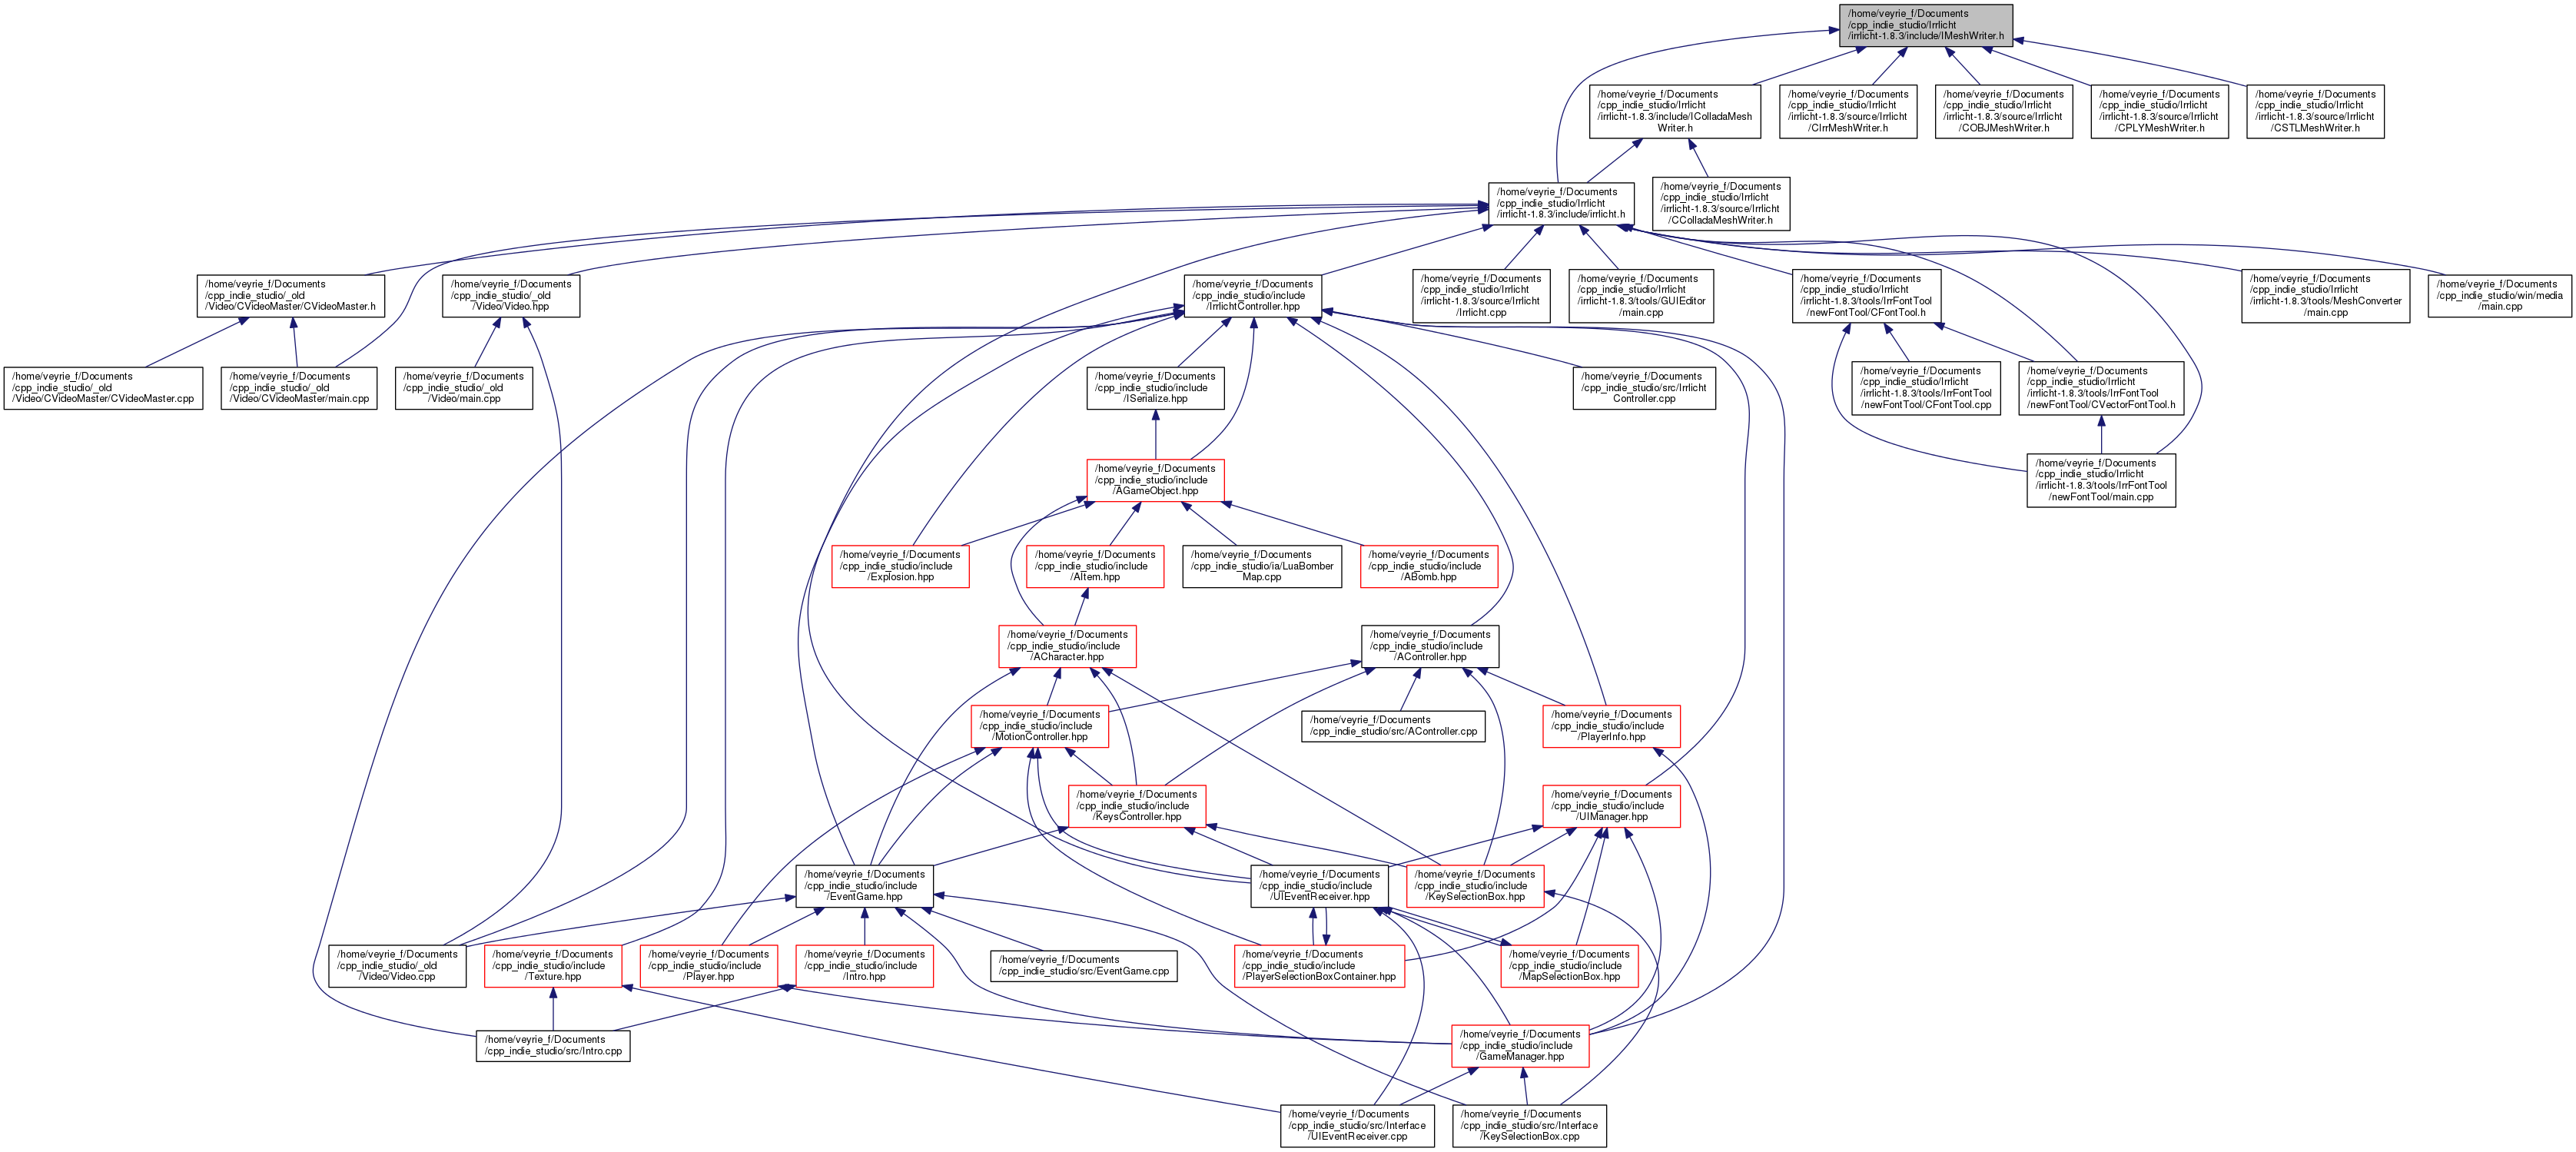 /home/veyrie_f/Documents
/cpp_indie_studio/Irrlicht
/irrlicht-1.8.3/include/IMeshWriter.h
/home/veyrie_f/Documents
/cpp_indie_studio/Irrlicht
/irrlicht-1.8.3/include/IColladaMesh
Writer.h
/home/veyrie_f/Documents
/cpp_indie_studio/Irrlicht
/irrlicht-1.8.3/source/Irrlicht
/CIrrMeshWriter.h
/home/veyrie_f/Documents
/cpp_indie_studio/Irrlicht
/irrlicht-1.8.3/source/Irrlicht
/COBJMeshWriter.h
/home/veyrie_f/Documents
/cpp_indie_studio/Irrlicht
/irrlicht-1.8.3/source/Irrlicht
/CPLYMeshWriter.h
/home/veyrie_f/Documents
/cpp_indie_studio/Irrlicht
/irrlicht-1.8.3/source/Irrlicht
/CSTLMeshWriter.h
/home/veyrie_f/Documents
/cpp_indie_studio/Irrlicht
/irrlicht-1.8.3/include/irrlicht.h
/home/veyrie_f/Documents
/cpp_indie_studio/Irrlicht
/irrlicht-1.8.3/source/Irrlicht
/CColladaMeshWriter.h
/home/veyrie_f/Documents
/cpp_indie_studio/_old
/Video/CVideoMaster/CVideoMaster.h
/home/veyrie_f/Documents
/cpp_indie_studio/_old
/Video/Video.hpp
/home/veyrie_f/Documents
/cpp_indie_studio/include
/IrrlichtController.hpp
/home/veyrie_f/Documents
/cpp_indie_studio/Irrlicht
/irrlicht-1.8.3/source/Irrlicht
/Irrlicht.cpp
/home/veyrie_f/Documents
/cpp_indie_studio/Irrlicht
/irrlicht-1.8.3/tools/GUIEditor
/main.cpp
/home/veyrie_f/Documents
/cpp_indie_studio/Irrlicht
/irrlicht-1.8.3/tools/IrrFontTool
/newFontTool/CFontTool.h
/home/veyrie_f/Documents
/cpp_indie_studio/Irrlicht
/irrlicht-1.8.3/tools/MeshConverter
/main.cpp
/home/veyrie_f/Documents
/cpp_indie_studio/win/media
/main.cpp
/home/veyrie_f/Documents
/cpp_indie_studio/_old
/Video/CVideoMaster/CVideoMaster.cpp
/home/veyrie_f/Documents
/cpp_indie_studio/_old
/Video/CVideoMaster/main.cpp
/home/veyrie_f/Documents
/cpp_indie_studio/_old
/Video/main.cpp
/home/veyrie_f/Documents
/cpp_indie_studio/include
/ISerialize.hpp
/home/veyrie_f/Documents
/cpp_indie_studio/src/Irrlicht
Controller.cpp
/home/veyrie_f/Documents
/cpp_indie_studio/Irrlicht
/irrlicht-1.8.3/tools/IrrFontTool
/newFontTool/CFontTool.cpp
/home/veyrie_f/Documents
/cpp_indie_studio/Irrlicht
/irrlicht-1.8.3/tools/IrrFontTool
/newFontTool/CVectorFontTool.h
/home/veyrie_f/Documents
/cpp_indie_studio/include
/AGameObject.hpp
/home/veyrie_f/Documents
/cpp_indie_studio/Irrlicht
/irrlicht-1.8.3/tools/IrrFontTool
/newFontTool/main.cpp
/home/veyrie_f/Documents
/cpp_indie_studio/include
/Explosion.hpp
/home/veyrie_f/Documents
/cpp_indie_studio/include
/AItem.hpp
/home/veyrie_f/Documents
/cpp_indie_studio/ia/LuaBomber
Map.cpp
/home/veyrie_f/Documents
/cpp_indie_studio/include
/ABomb.hpp
/home/veyrie_f/Documents
/cpp_indie_studio/include
/ACharacter.hpp
/home/veyrie_f/Documents
/cpp_indie_studio/include
/AController.hpp
/home/veyrie_f/Documents
/cpp_indie_studio/include
/MotionController.hpp
/home/veyrie_f/Documents
/cpp_indie_studio/src/AController.cpp
/home/veyrie_f/Documents
/cpp_indie_studio/include
/PlayerInfo.hpp
/home/veyrie_f/Documents
/cpp_indie_studio/include
/KeysController.hpp
/home/veyrie_f/Documents
/cpp_indie_studio/include
/UIManager.hpp
/home/veyrie_f/Documents
/cpp_indie_studio/include
/EventGame.hpp
/home/veyrie_f/Documents
/cpp_indie_studio/include
/UIEventReceiver.hpp
/home/veyrie_f/Documents
/cpp_indie_studio/include
/KeySelectionBox.hpp
/home/veyrie_f/Documents
/cpp_indie_studio/_old
/Video/Video.cpp
/home/veyrie_f/Documents
/cpp_indie_studio/include
/Texture.hpp
/home/veyrie_f/Documents
/cpp_indie_studio/include
/Player.hpp
/home/veyrie_f/Documents
/cpp_indie_studio/include
/Intro.hpp
/home/veyrie_f/Documents
/cpp_indie_studio/src/EventGame.cpp
/home/veyrie_f/Documents
/cpp_indie_studio/include
/PlayerSelectionBoxContainer.hpp
/home/veyrie_f/Documents
/cpp_indie_studio/include
/MapSelectionBox.hpp
/home/veyrie_f/Documents
/cpp_indie_studio/src/Intro.cpp
/home/veyrie_f/Documents
/cpp_indie_studio/include
/GameManager.hpp
/home/veyrie_f/Documents
/cpp_indie_studio/src/Interface
/UIEventReceiver.cpp
/home/veyrie_f/Documents
/cpp_indie_studio/src/Interface
/KeySelectionBox.cpp